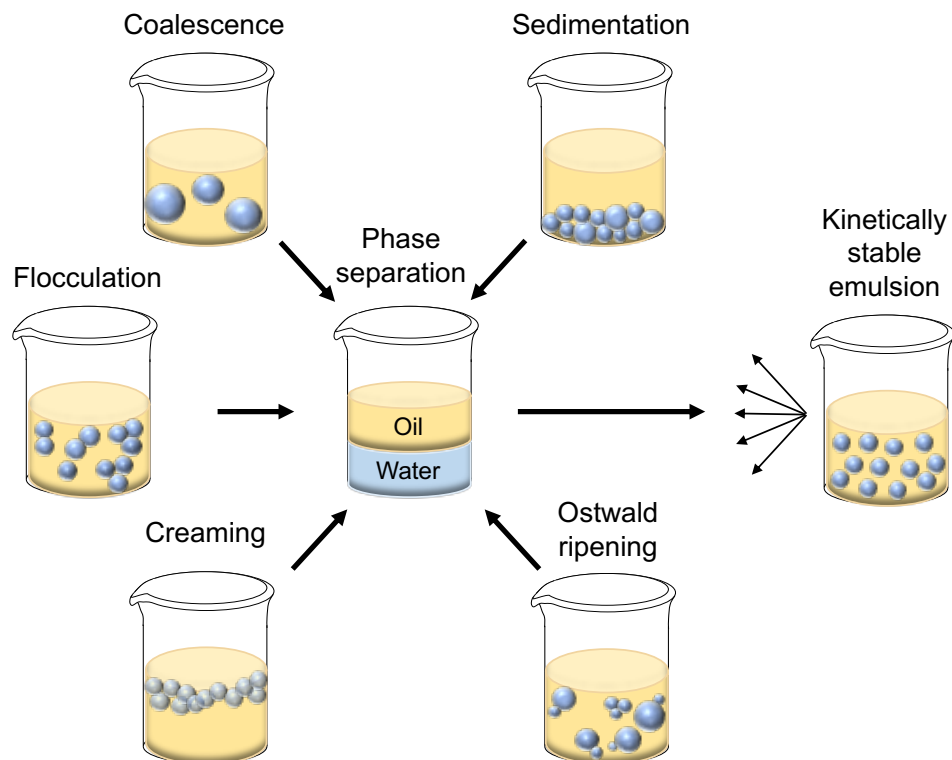 Coalescence
Sedimentation
Phase
separation
Kinetically
stable
emulsion
Flocculation
Oil
Water
Creaming
Ostwald
ripening